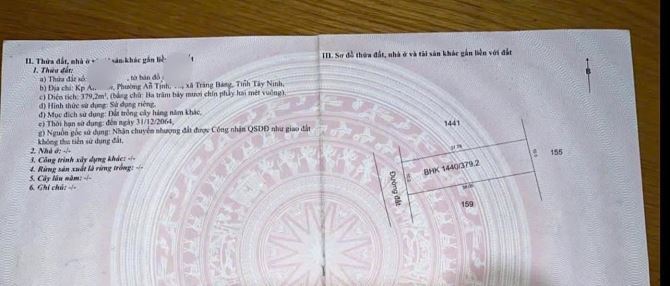 II. Thửa đất, nhà ở sản khác gắn liề
1. Thửa đất:
a) Thửa đất số: , tờ bản đồ
b) Địa chỉ: Kp A Phường An Tịnh, xã Trảng Bàng, Tỉnh Tây Ninh,
c) Diện tích: 379,2m², (bằng chữ: Ba trăm bảy mươi chín phẩy hai mét vuông),
d) Hình thức sử dụng: Sử dụng riêng,
đ) Mục đích sử dụng: Đất trồng cây hàng năm khác,
e) Thời hạn sử dụng: đến ngày 31/12/2064,
g) Nguồn gốc sử dụng: Nhận chuyển nhượng đất được Công nhận QSDĐ như giao đất
không thu tiền sử dụng đất.
2. Nhà ở: -/-
3. Công trình xây dựng khác: -/-
4. Rừng sản xuất là rừng trồng: -/-
5. Cây lâu năm: -/-
6. Ghi chú: -/-
III. Sơ đồ thửa đất, nhà ở và tài sản khác gắn liền với đất
B
1441
155
BHK 1440/379.2
Đường đất
159